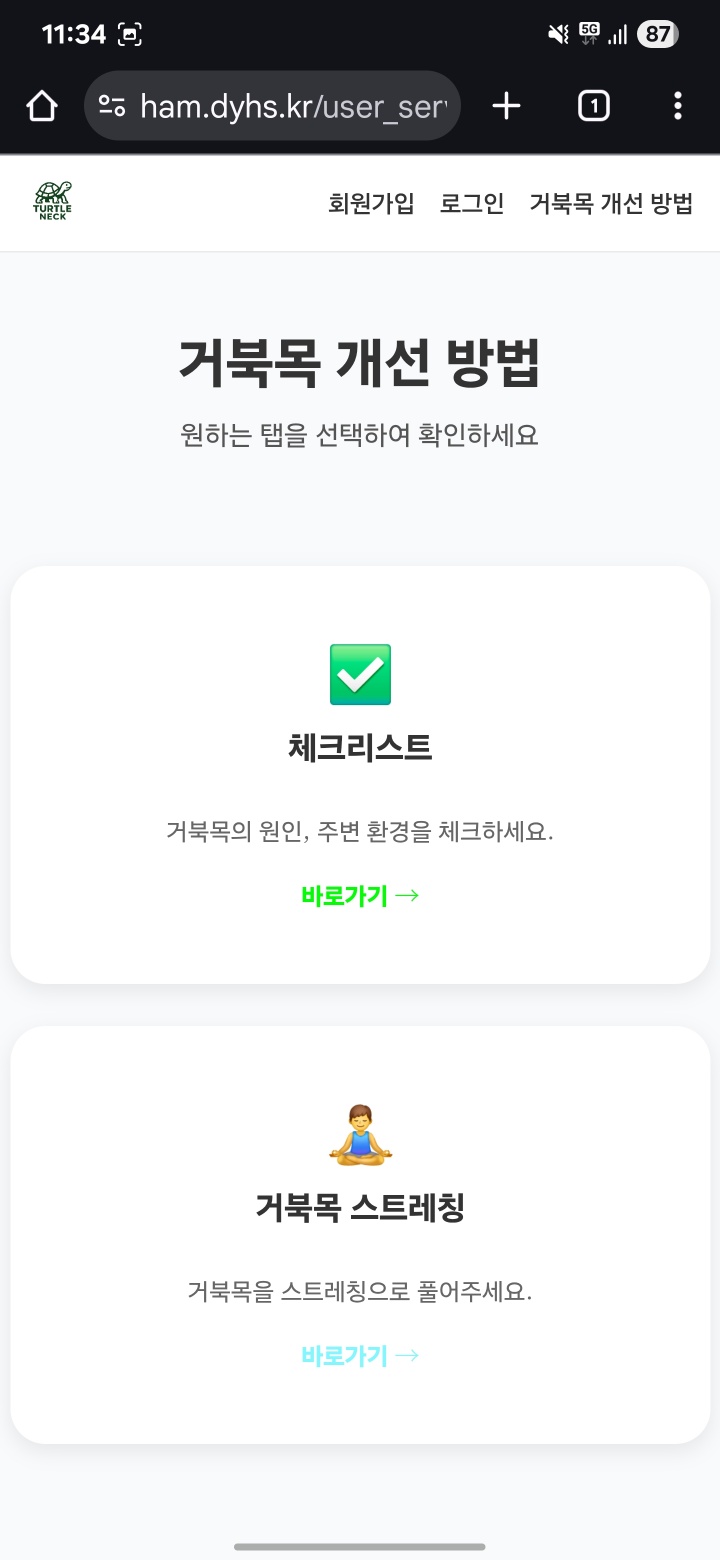 11:34
5G
87
ham.dyhs.kr/user_ser
1
TURTLE
NECK
회원가입 로그인 거북목 개선 방법
거북목 개선 방법
원하는 탭을 선택하여 확인하세요
체크리스트
거북목의 원인, 주변 환경을 체크하세요.
바로가기 →
거북목 스트레칭
거북목을 스트레칭으로 풀어주세요.
바로가기 →